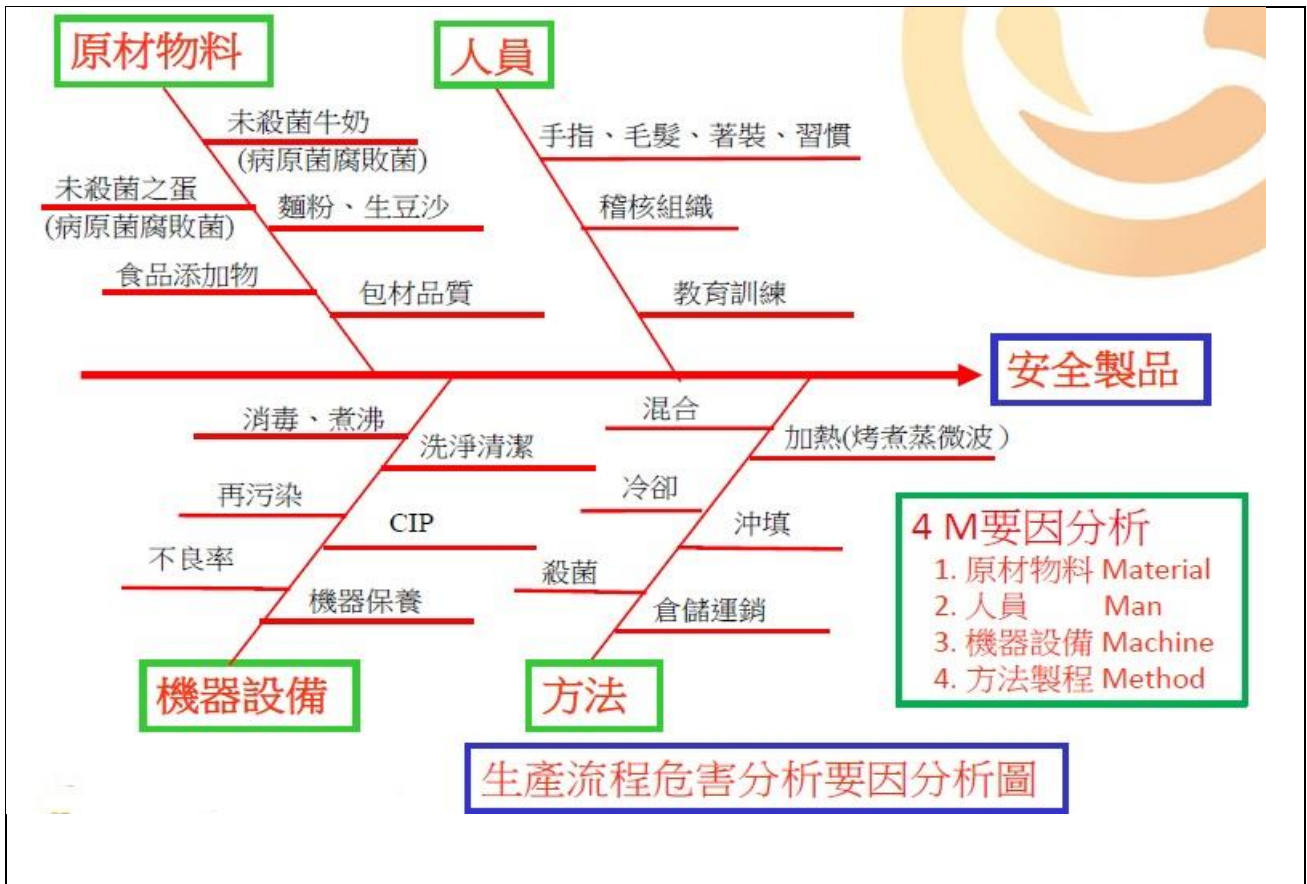 原材物料
人員
未殺菌牛奶
(病原菌腐敗菌)
未殺菌之蛋
(病原菌腐敗菌)
麵粉、生豆沙
食品添加物
包材品質
手指、毛髮、著裝、習慣
稽核組織
教育訓練
安全製品
消毒、煮沸
洗淨清潔
再污染
CIP
不良率
機器保養
混合
加熱(烤煮蒸微波)
冷卻
沖填
殺菌
倉儲運銷
機器設備
方法
4 M要因分析
1. 原材物料 Material
2. 人員 Man
3. 機器設備 Machine
4. 方法製程 Method
生產流程危害分析要因分析圖